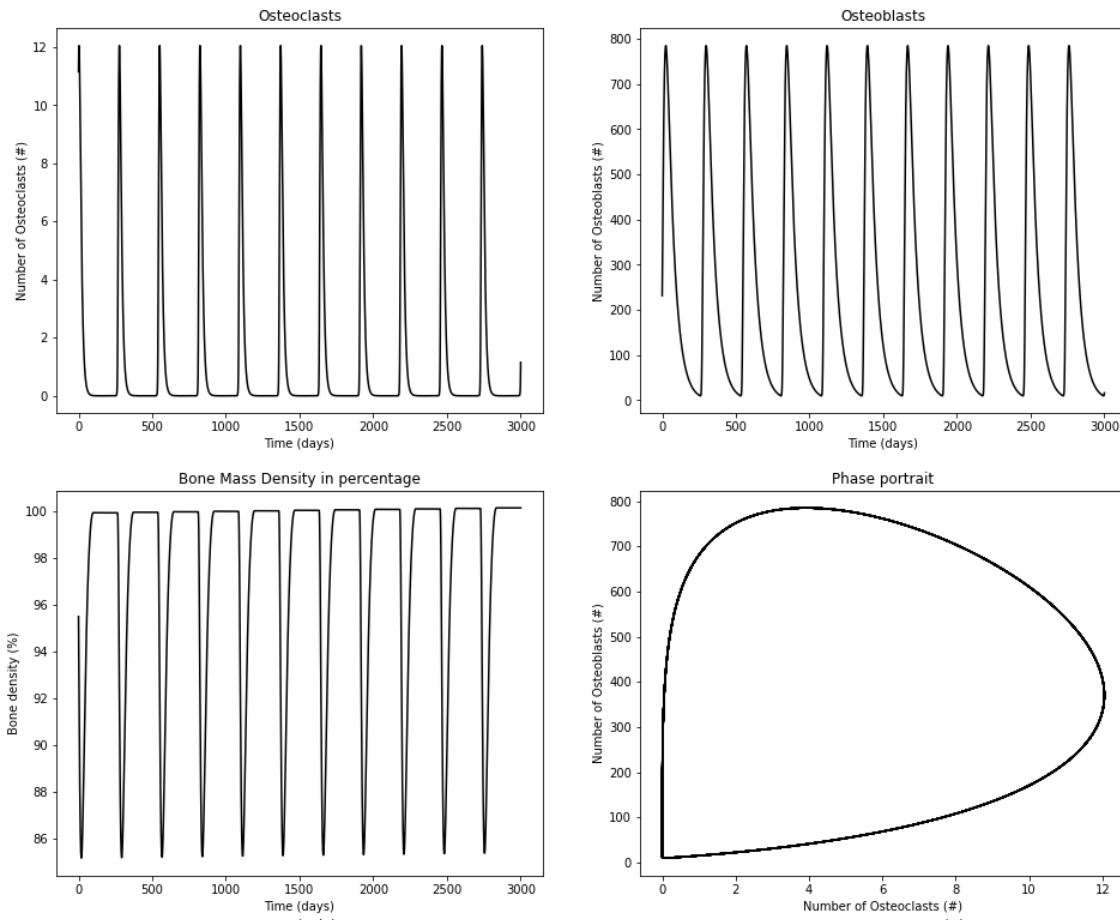 Osteoclasts
12
10
8
6
4
2
0
Number of Osteoclasts (#)
0 500 1000 1500 2000 2500 3000
Time (days)
Osteoblasts
800
700
600
500
400
300
200
100
0
Number of Osteoblasts (#)
0 500 1000 1500 2000 2500 3000
Time (days)
Bone Mass Density in percentage
100
98
96
94
92
90
88
86
Bone density (%)
0 500 1000 1500 2000 2500 3000
Time (days)
Phase portrait
800
700
600
500
400
300
200
100
0
Number of Osteoblasts (#)
0 2 4 6 8 10 12
Number of Osteoclasts (#)